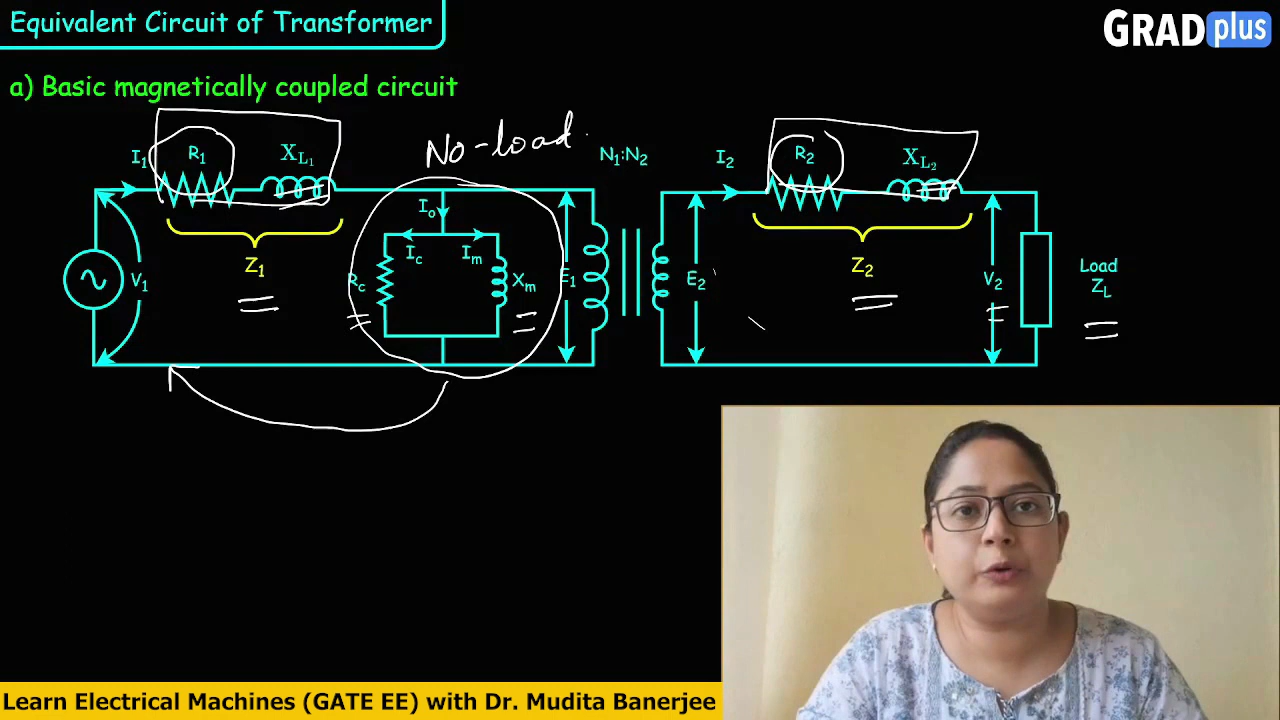 Equivalent Circuit of Transformer
GRADplus
a) Basic magnetically coupled circuit
No-load
I1 R1 XL1 N1:N2 I2 R2 XL2
Io
Ic Im
V1 Z1 Rc Xm E1 E2 Z2 V2 Load
ZL
Learn Electrical Machines (GATE EE) with Dr. Mudita Banerjee